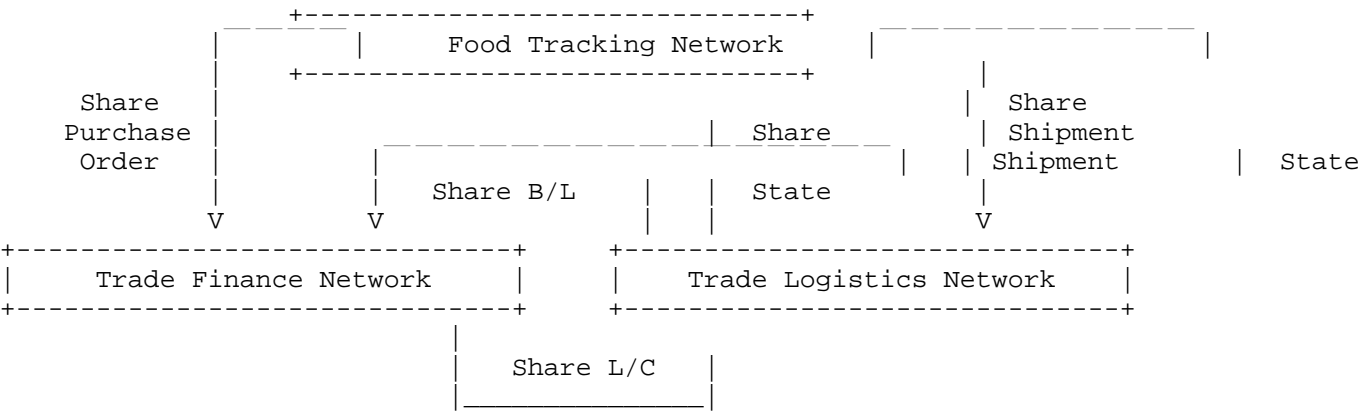 Food Tracking Network
Share Share
Purchase Share Shipment
Order Shipment State
Share B/L State
Trade Finance Network Trade Logistics Network
Share L/C